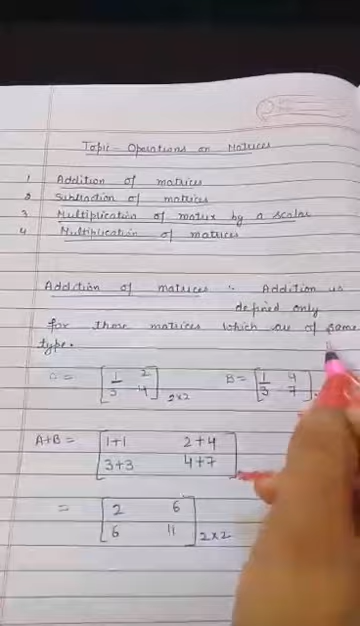 Topic - Operations on Matrices
1 Addition of matrices
2 Subtraction of matrices
3 Multiplication of matrix by a scalar
4 Multiplication of matrices
Addition of matrices :- Addition is
defined only
for those matrices which are of same
type.
= [1 2 B= [1 4
3 4] 2x2 3 7]
A+B = [1+1 2+4
3+3 4+7]
= [2 6
6 11] 2x2